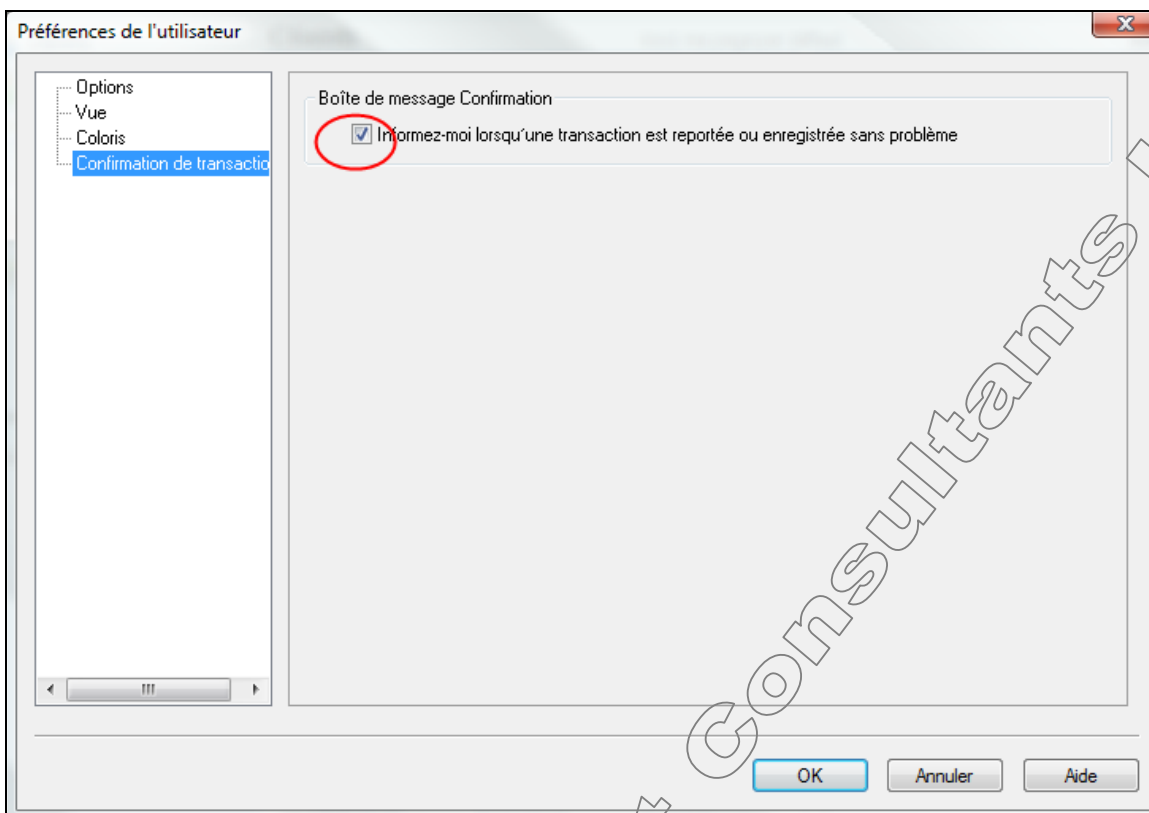 Préférences de l'utilisateur
Options
Vue
Coloris
Confirmation de transactio
Boîte de message Confirmation
Informez-moi lorsqu'une transaction est reportée ou enregistrée sans problème
Consultants
OK
Annuler
Aide